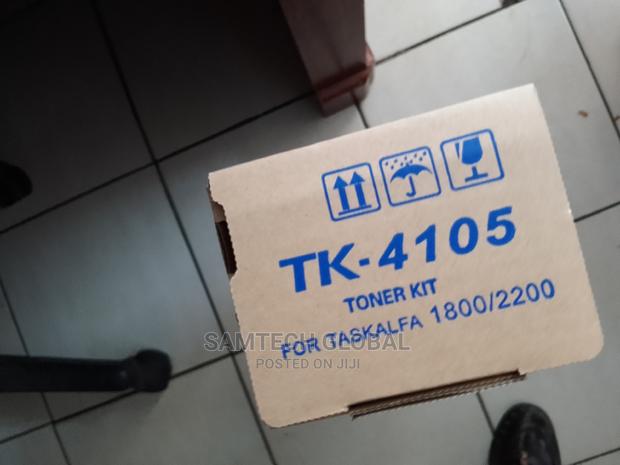 TK-4105
TONER KIT
FOR TASKALFA 1800/2200
SAMTECH GLOBAL
POSTED ON JIJI